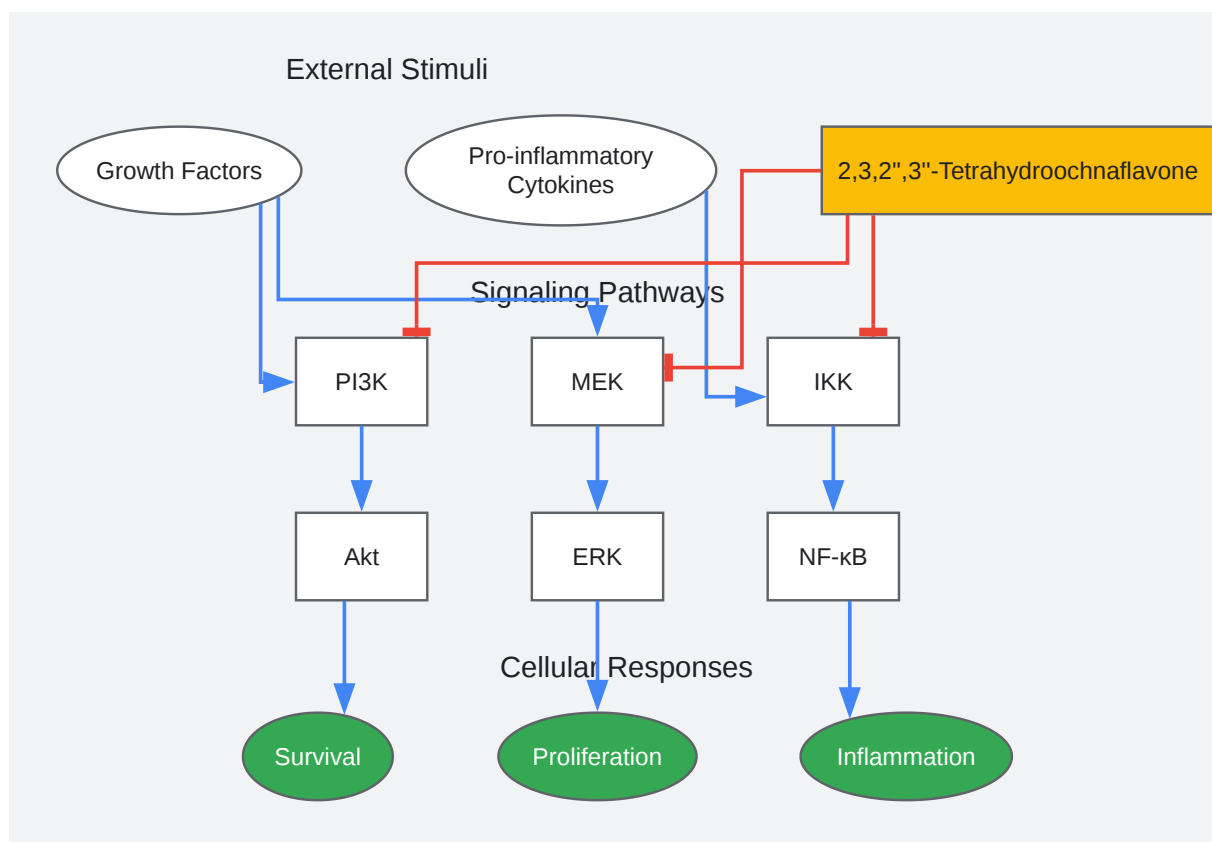 External Stimuli
Growth Factors
Pro-inflammatory
Cytokines
2,3,2",3"-Tetrahydroochnaflavone
Signaling Pathways
PI3K
MEK
IKK
Akt
ERK
NF-κB
Cellular Responses
Survival
Proliferation
Inflammation